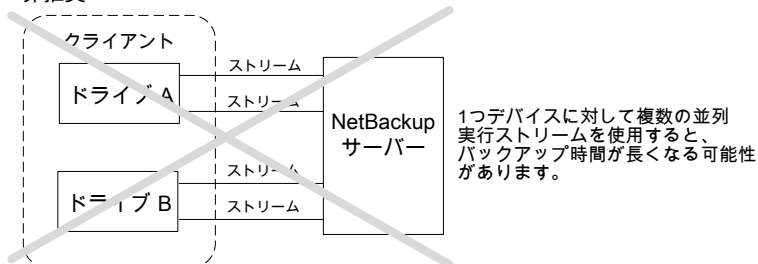 クライアント
ストリーム
ドライブ A
ストリーム
NetBackup
サーバー
ストリーム
ドライブ B
ストリーム
1つデバイスに対して複数の並列
実行ストリームを使用すると、
バックアップ時間が長くなる可能性
があります。